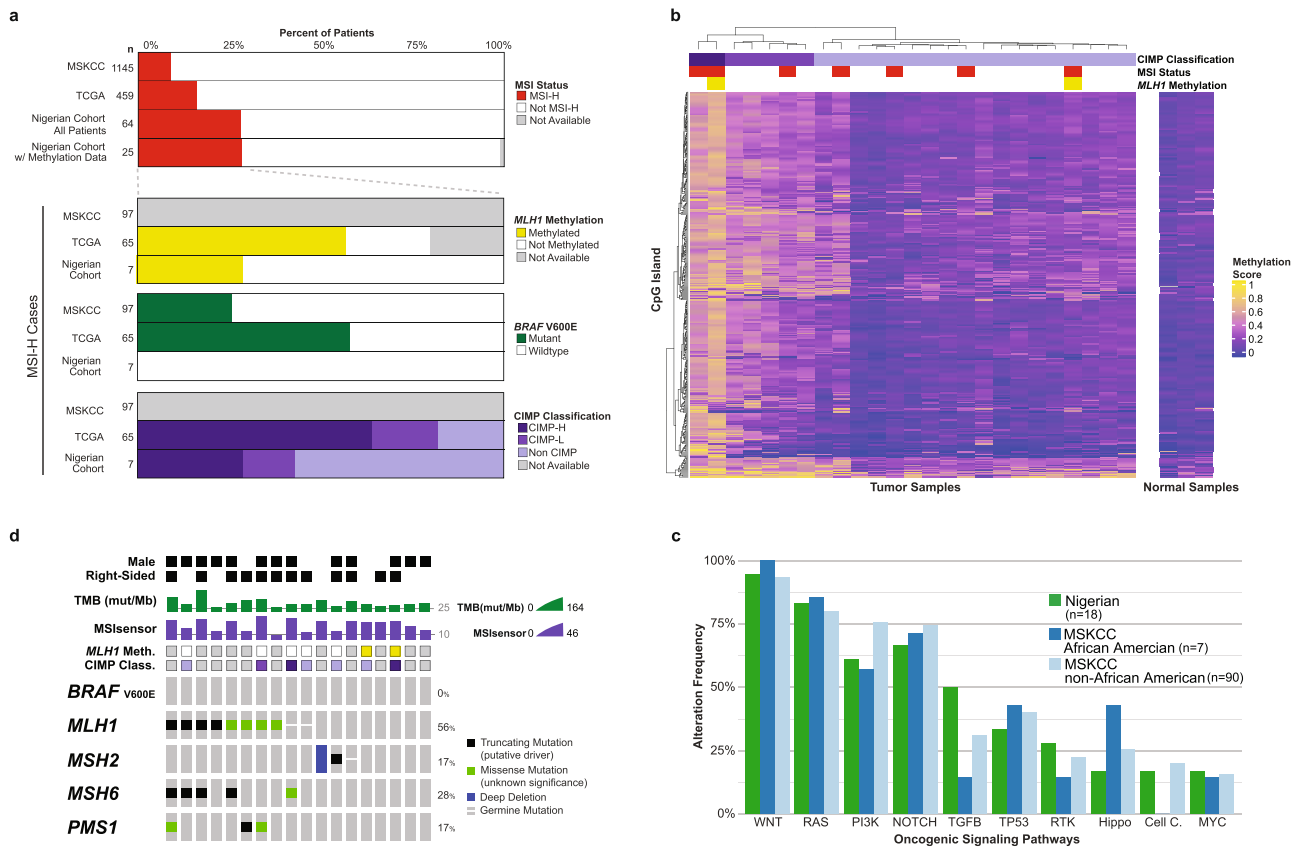 a
Percent of Patients
n
0%
25%
50%
75%
100%
MSKCC 1145
TCGA 459
Nigerian Cohort
All Patients
64
Nigerian Cohort
w/ Methylation Data
25
MSI Status
MSI-H
Not MSI-H
Not Available
MSI-H Cases
MSKCC 97
TCGA 65
Nigerian
Cohort
7
MLH1 Methylation
Methylated
Not Methylated
Not Available
MSKCC 97
TCGA 65
Nigerian
Cohort
7
BRAF V600E
Mutant
Wildtype
MSKCC 97
TCGA 65
Nigerian
Cohort
7
CIMP Classification
CIMP-H
CIMP-L
Non CIMP
Not Available
b
CIMP Classification
MSI Status
MLH1 Methylation
CpG Island
Methylation
Score
1
0.8
0.6
0.4
0.2
0
Tumor Samples
Normal Samples
d
Male
Right-Sided
TMB (mut/Mb)
25
TMB(mut/Mb) 0 164
MSIsensor
10
MSIsensor 0 46
MLH1 Meth.
CIMP Class.
BRAF V600E
0%
MLH1
56%
MSH2
17%
MSH6
28%
PMS1
17%
Truncating Mutation
(putative driver)
Missense Mutation
(unknown significance)
Deep Deletion
Germine Mutation
c
100%
75%
50%
25%
0%
Alteration Frequency
Nigerian
(n=18)
MSKCC
African Amercian (n=7)
MSKCC
non-African American (n=90)
WNT
RAS
PI3K
NOTCH
TGFB
TP53
RTK
Hippo
Cell C.
MYC
Oncogenic Signaling Pathways